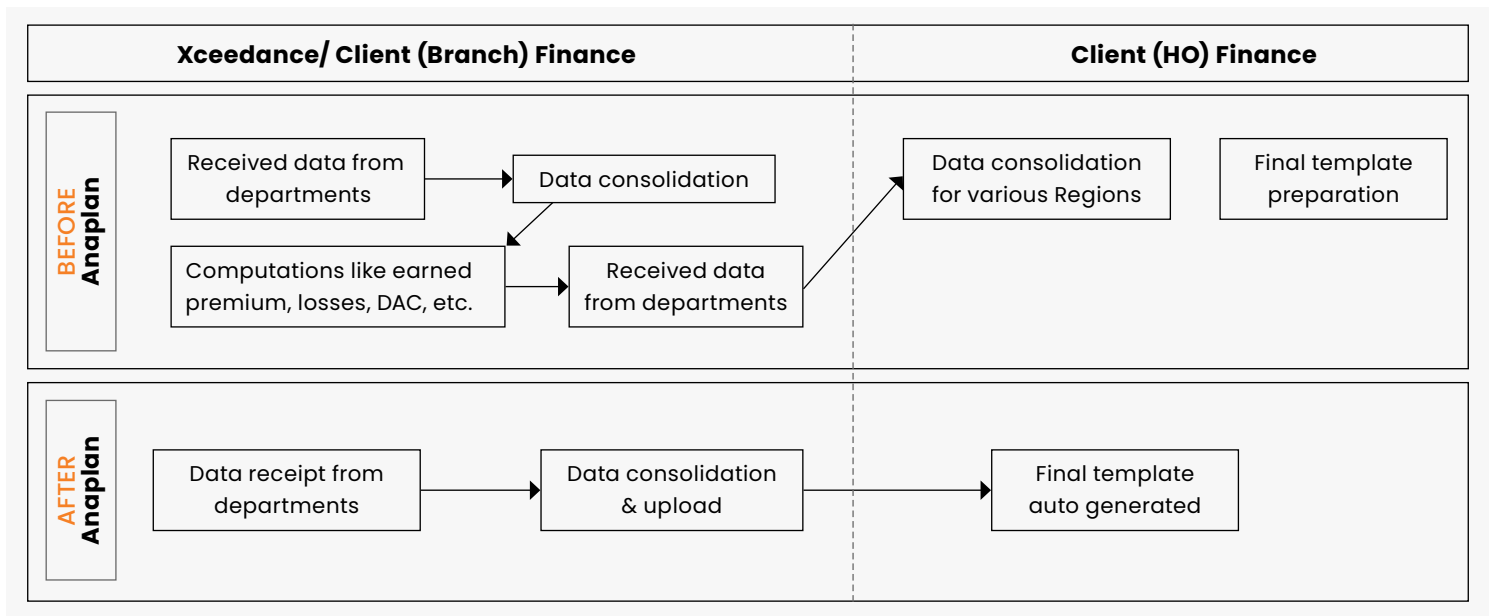 Xceedance/ Client (Branch) Finance
Client (HO) Finance
BEFORE
Anaplan
Received data from
departments
Data consolidation
Computations like earned
premium, losses, DAC, etc.
Received data
from departments
Data consolidation
for various Regions
Final template
preparation
AFTER
Anaplan
Data receipt from
departments
Data consolidation
& upload
Final template
auto generated